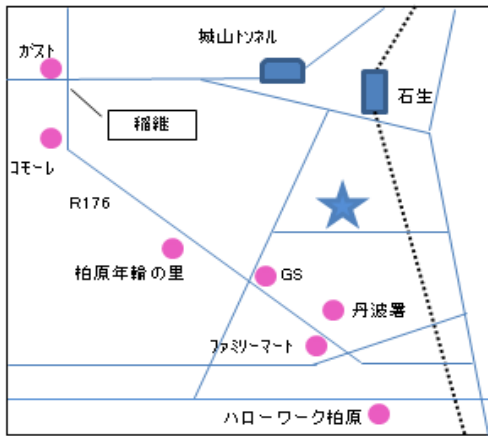 ガスト
城山トンネル
石生
稲継
コモーレ
R176
柏原年輪の里
GS
丹波署
ファミリーマート
ハローワーク柏原